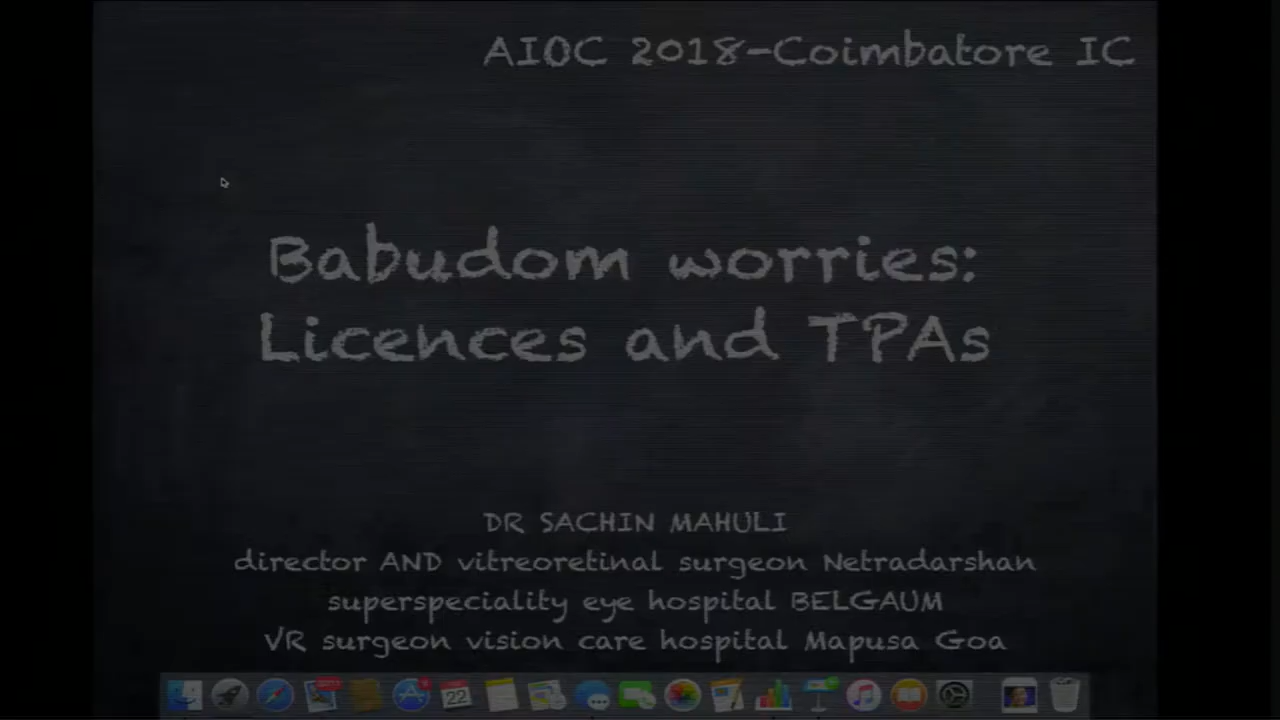 AIOC 2018-Coimbatore IC
Babudom worries:
Licences and TPAs
DR SACHIN MAHULI
director AND vitreoretinal surgeon Netradarshan
superspeciality eye hospital BELGAUM
VR surgeon vision care hospital Mapusa Goa
22